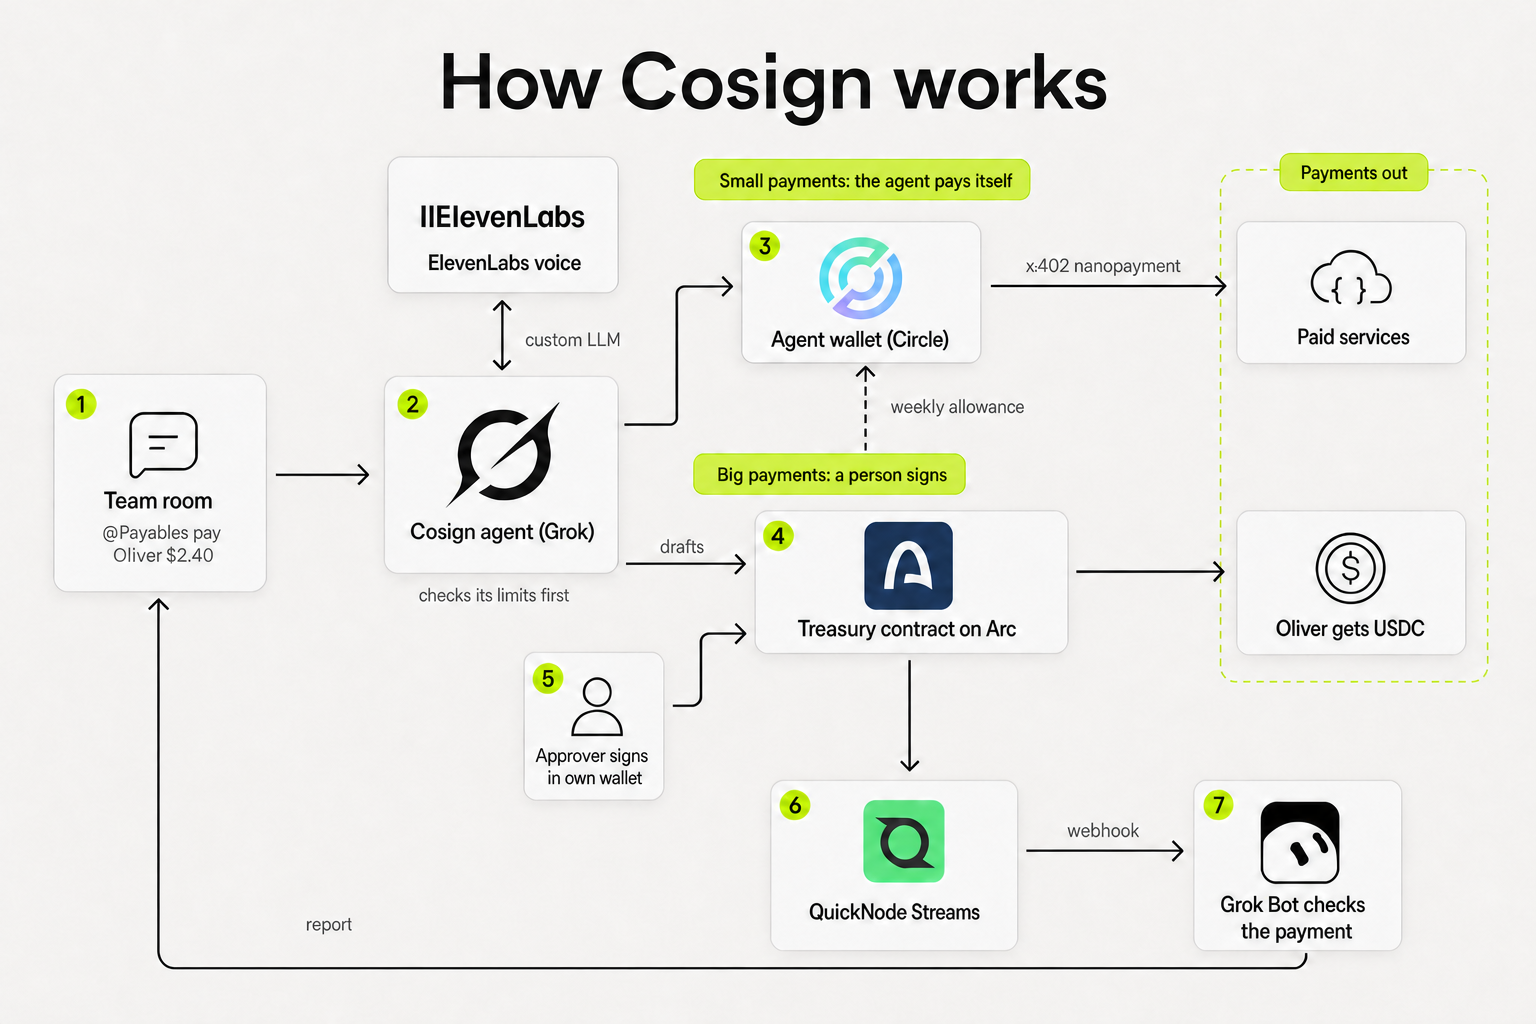 How Cosign works
IIElevenLabs
ElevenLabs voice
custom LLM
Small payments: the agent pays itself
Payments out
3
Agent wallet (Circle)
x:402 nanopayment
{ }
Paid services
weekly allowance
1
Team room
@Payables pay
Oliver $2.40
2
Cosign agent (Grok)
checks its limits first
Big payments: a person signs
drafts
4
Treasury contract on Arc
$
Oliver gets USDC
5
Approver signs
in own wallet
6
QuickNode Streams
webhook
7
Grok Bot checks
the payment
report